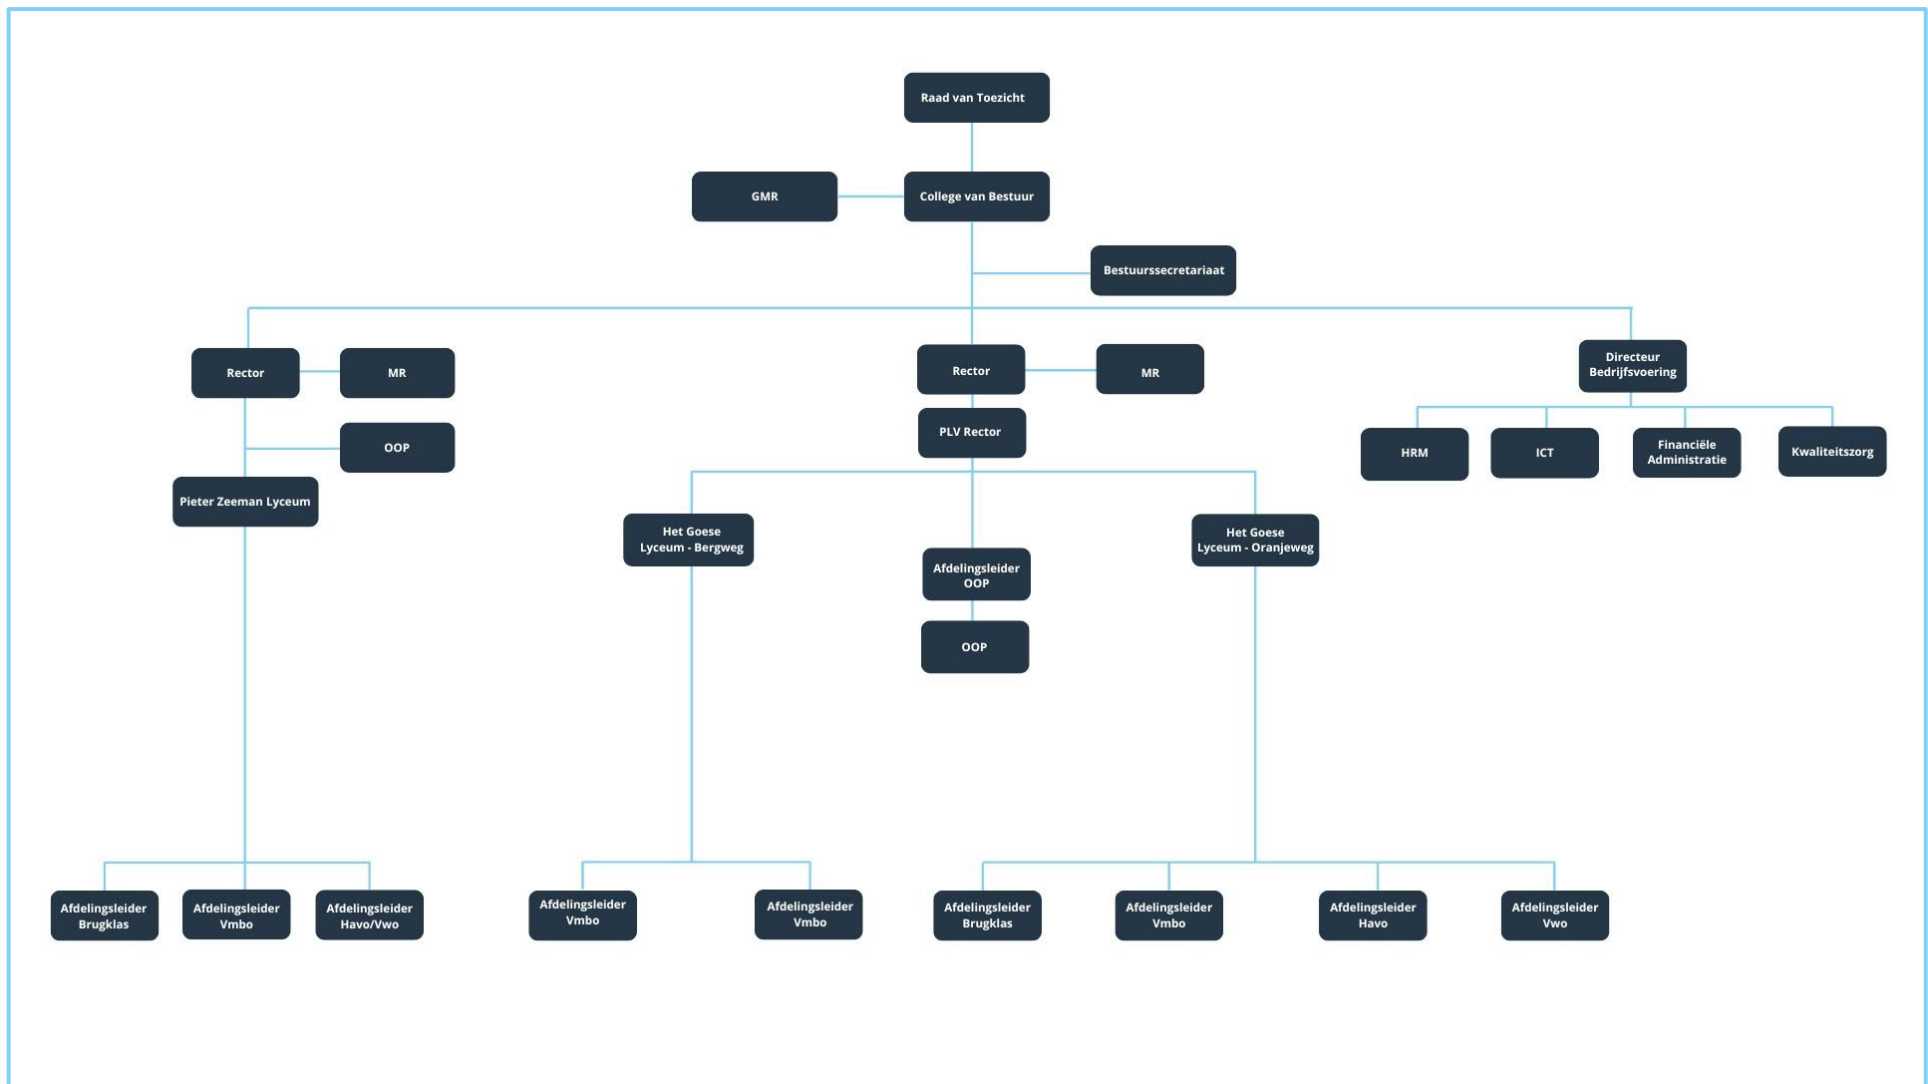 Raad van Toezicht
GMR
College van Bestuur
Bestuurssecretariaat
Rector
MR
Rector
MR
Directeur
Bedrijfsvoering
OOP
PLV Rector
HRM
ICT
Financiële
Administratie
Kwaliteitszorg
Pieter Zeeman Lyceum
Het Goese
Lyceum - Bergweg
Het Goese
Lyceum - Oranjeweg
Afdelingsleider
OOP
OOP
Afdelingsleider
Brugklas
Afdelingsleider
Vmbo
Afdelingsleider
Havo/Vwo
Afdelingsleider
Vmbo
Afdelingsleider
Vmbo
Afdelingsleider
Brugklas
Afdelingsleider
Vmbo
Afdelingsleider
Havo
Afdelingsleider
Vwo